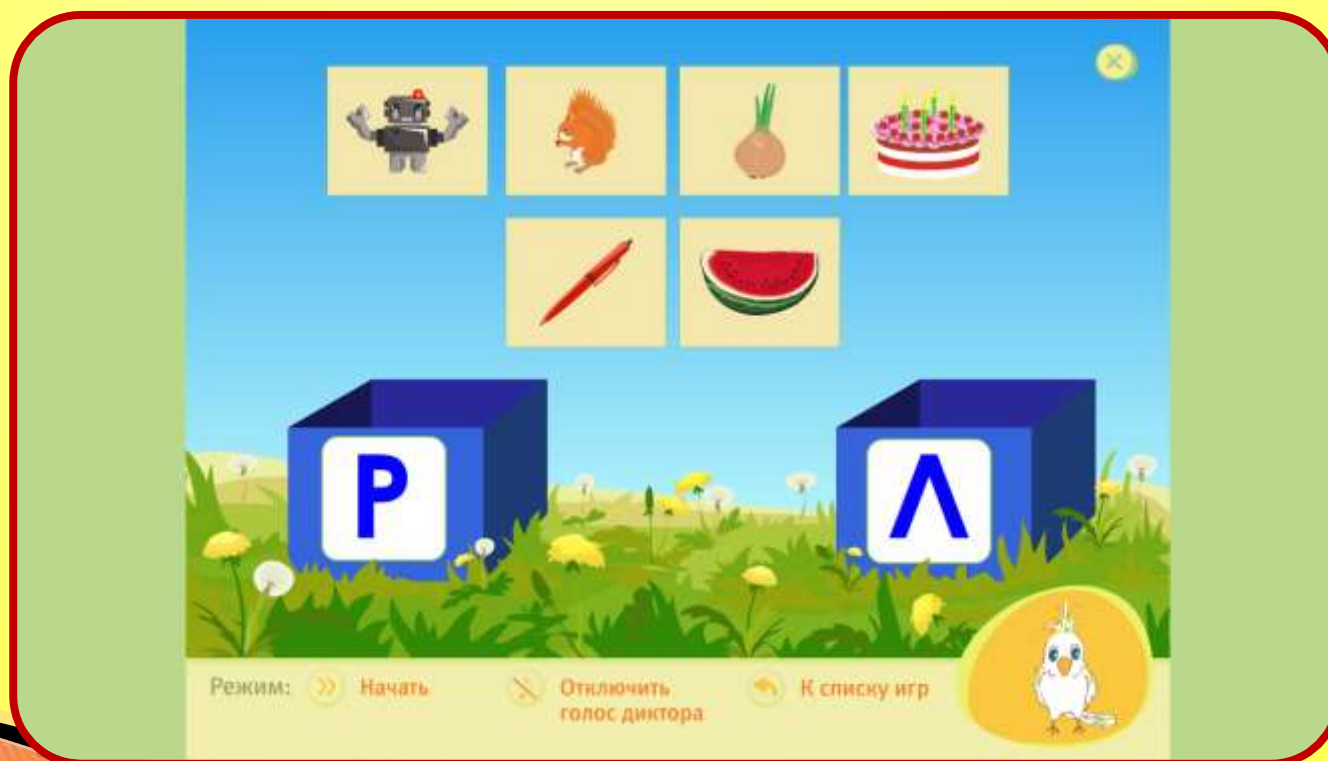 Р
Л
Режим: Начать
Отключить
голос диктора
К списку игр